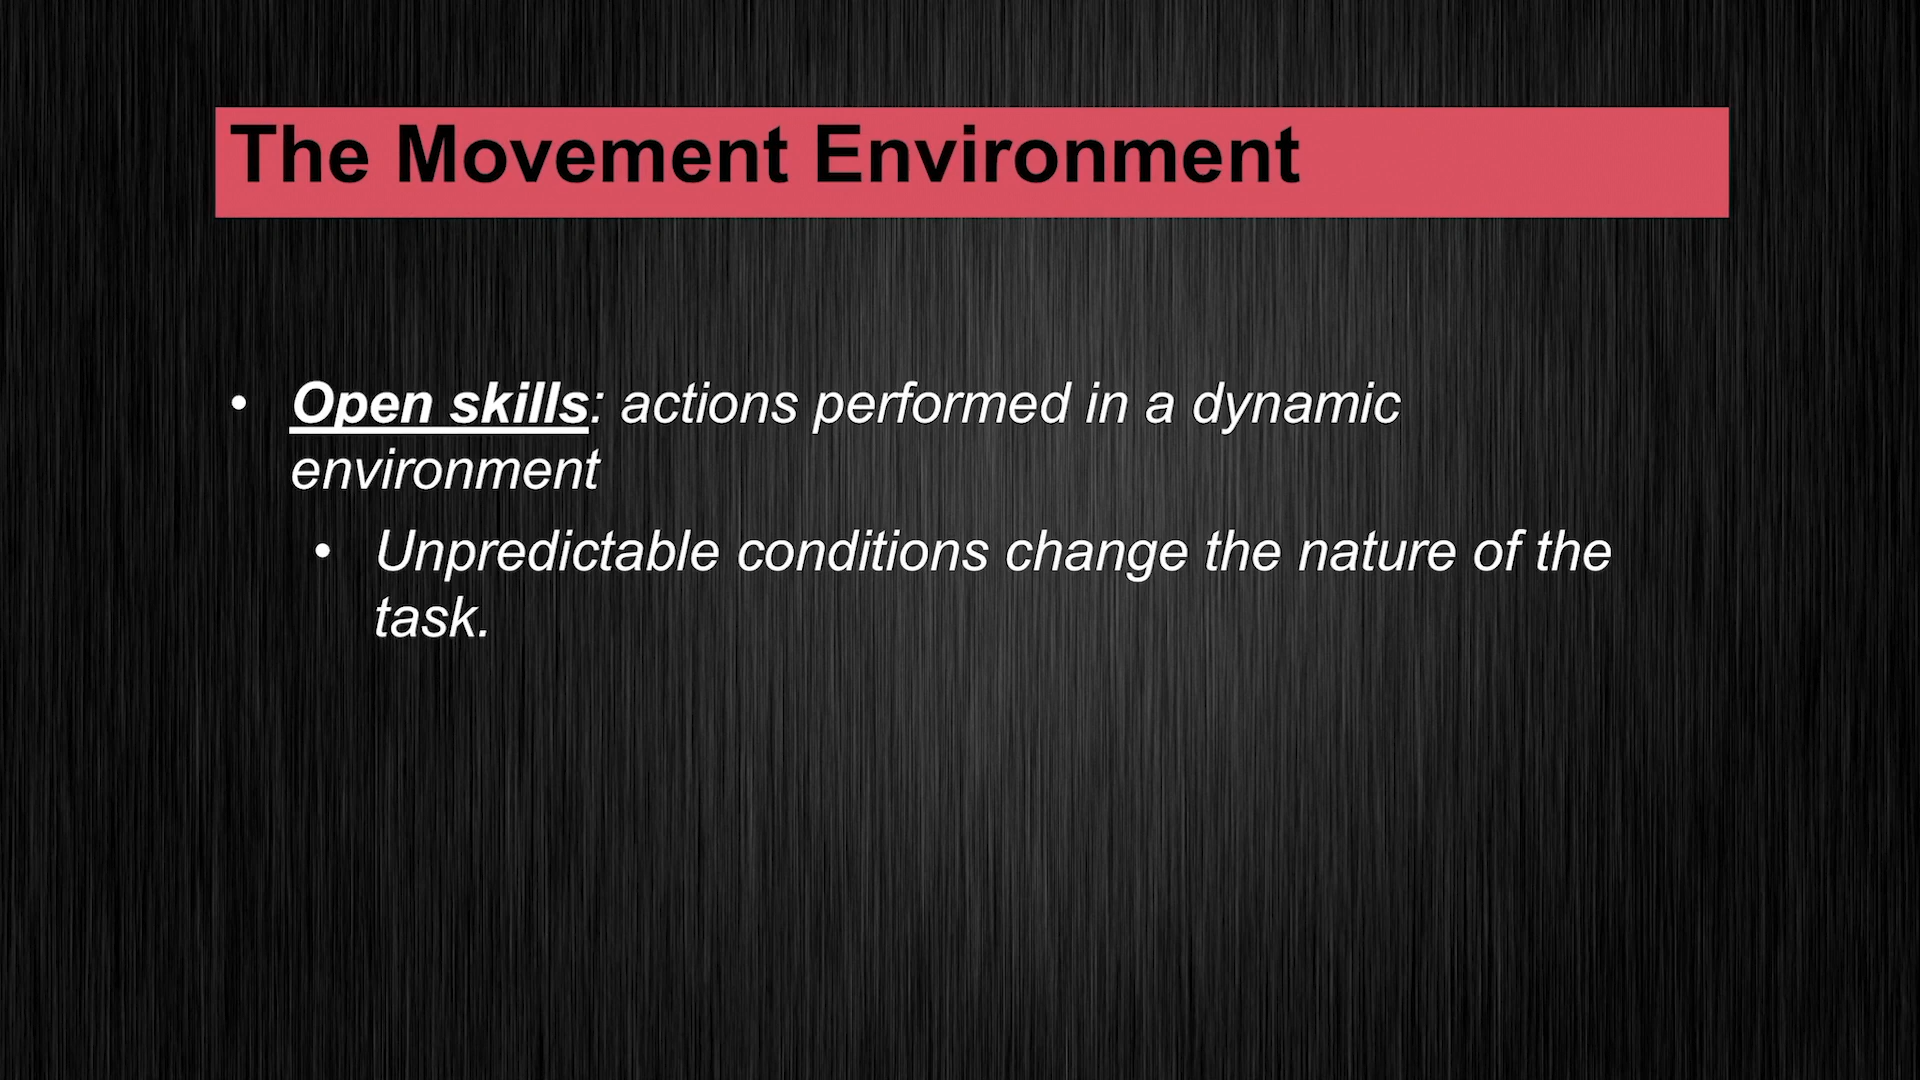 The Movement Environment
• Open skills: actions performed in a dynamic
environment
• Unpredictable conditions change the nature of the
task.